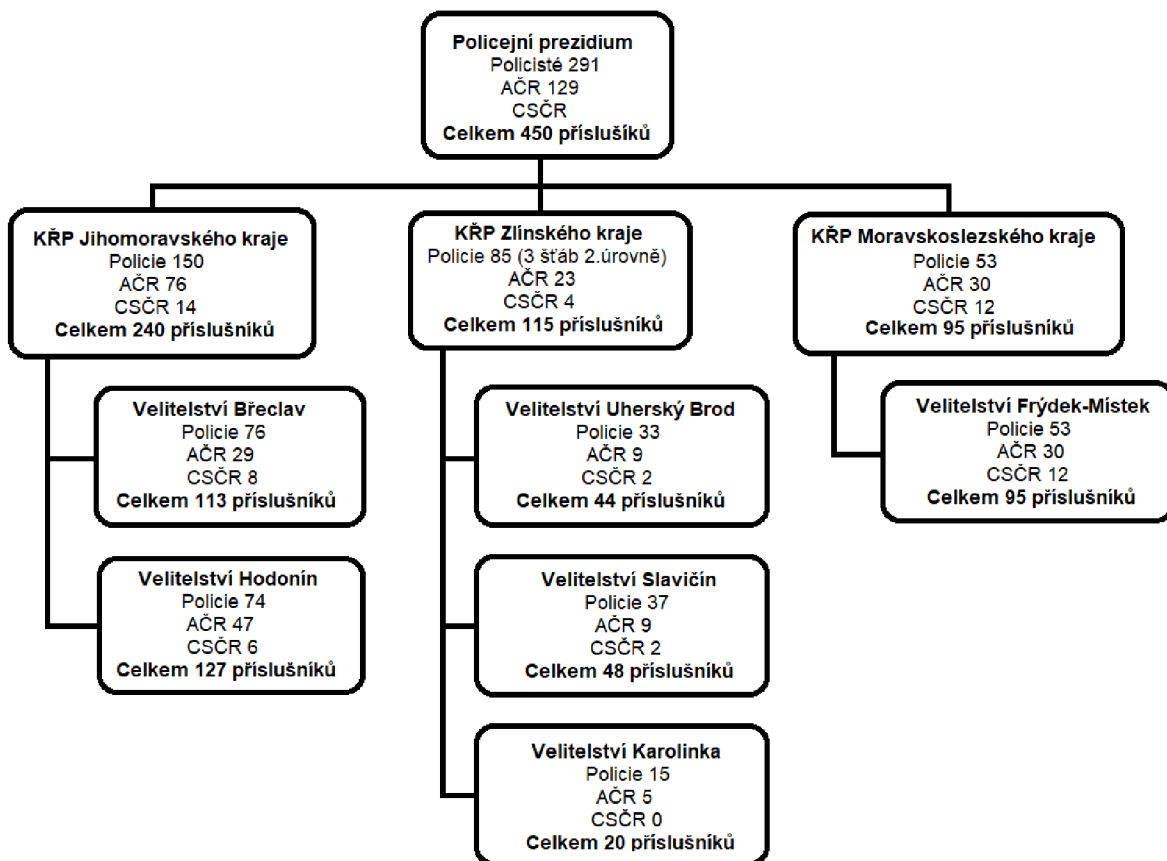 Policejní prezidium
Policisté 291
AČR 129
CSČR
Celkem 450 příslušíků
KŘP Jihomoravského kraje
Policie 150
AČR 76
CSČR 14
Celkem 240 příslušníků
KŘP Zlínského kraje
Policie 85 (3 štáb 2.úrovně)
AČR 23
CSČR 4
Celkem 115 příslušníků
KŘP Moravskoslezského kraje
Policie 53
AČR 30
CSČR 12
Celkem 95 příslušníků
Velitelství Břeclav
Policie 76
AČR 29
CSČR 8
Celkem 113 příslušníků
Velitelství Hodonín
Policie 74
AČR 47
CSČR 6
Celkem 127 příslušníků
Velitelství Uherský Brod
Policie 33
AČR 9
CSČR 2
Celkem 44 příslušníků
Velitelství Slavičín
Policie 37
AČR 9
CSČR 2
Celkem 48 příslušníků
Velitelství Karolinka
Policie 15
AČR 5
CSČR 0
Celkem 20 příslušníků
Velitelství Frýdek-Místek
Policie 53
AČR 30
CSČR 12
Celkem 95 příslušníků